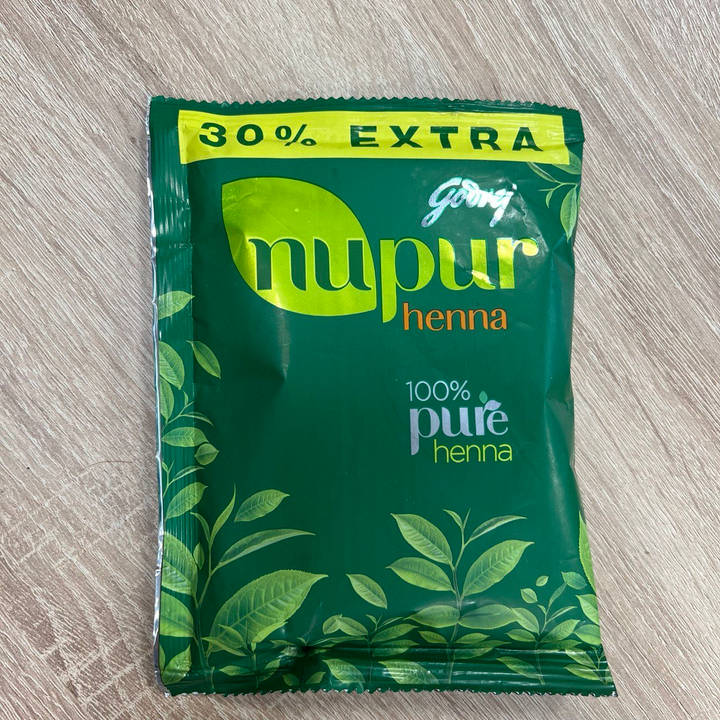 30% EXTRA
Godrej
nupur
henna
100%
pure
henna